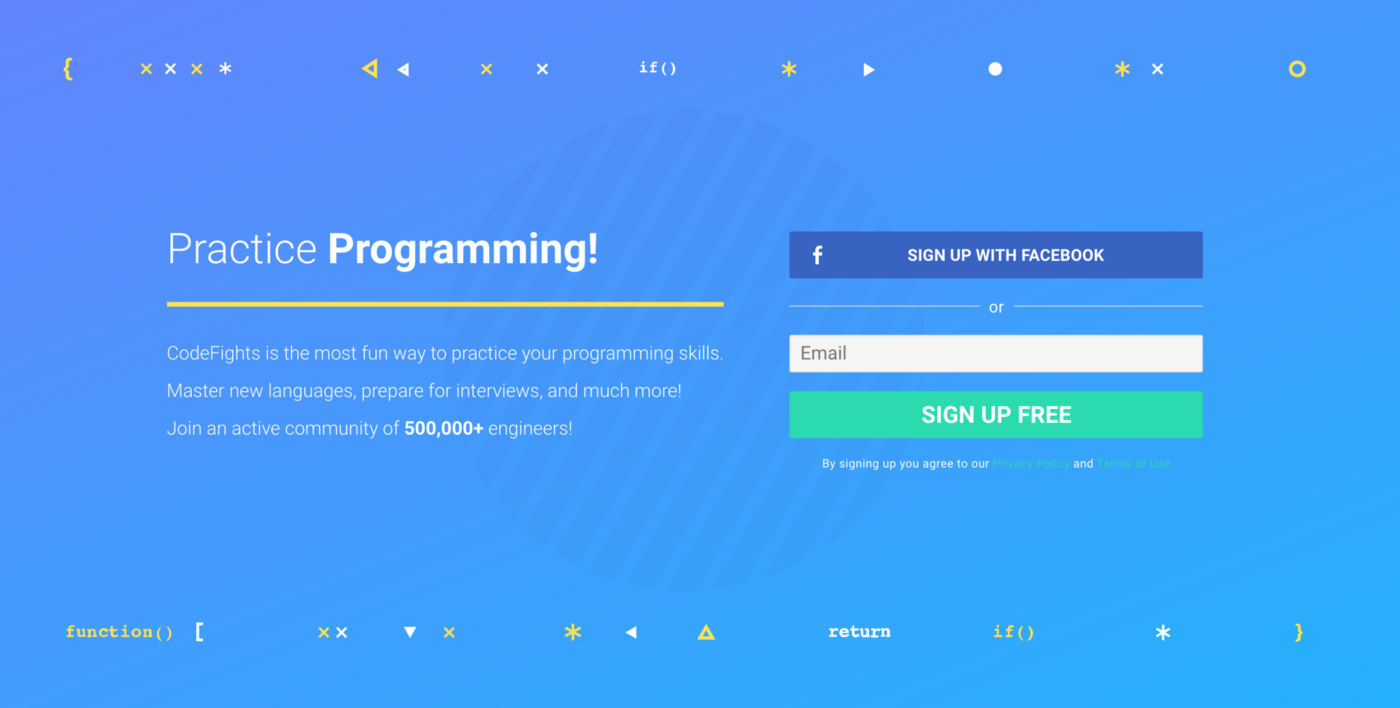 { × × × * × × if() * * ×
Practice Programming!
f SIGN UP WITH FACEBOOK
or
CodeFights is the most fun way to practice your programming skills.
Master new languages, prepare for interviews, and much more!
Join an active community of 500,000+ engineers!
Email
SIGN UP FREE
By signing up you agree to our Privacy Policy and Terms of Use
function() [ × × × * return if() * }